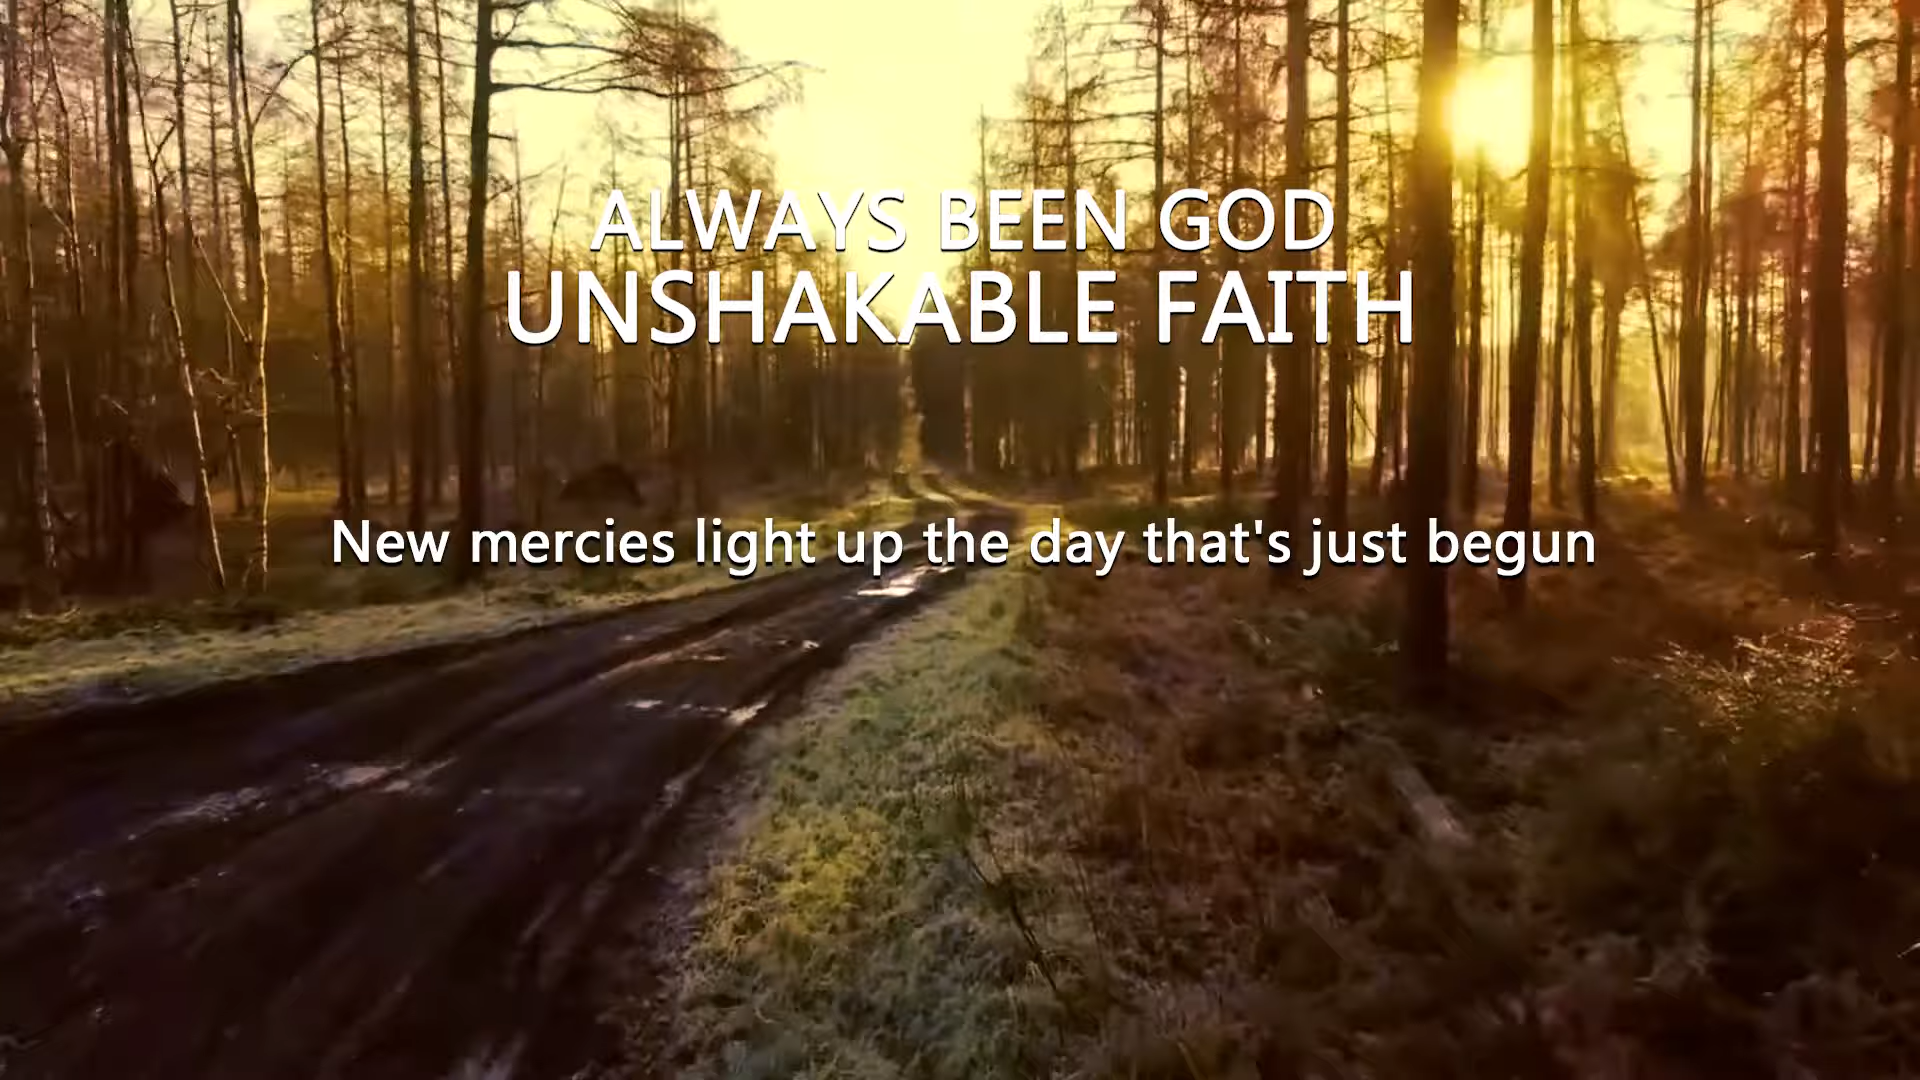 ALWAYS BEEN GOD
UNSHAKABLE FAITH
New mercies light up the day that's just begun